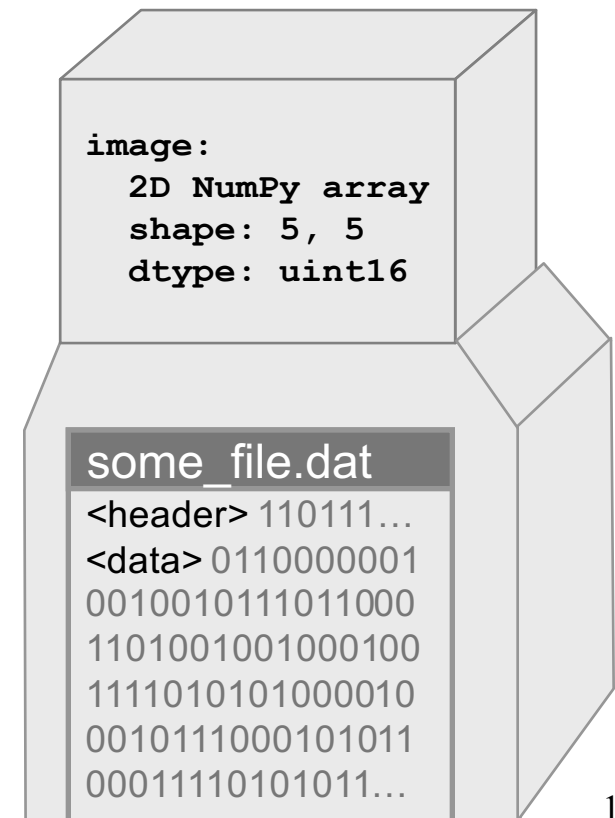 image:
2D NumPy array
shape: 5, 5
dtype: uint16
some_file.dat
<header> 110111…
<data> 0110000001
0010010111011000
1101001001000100
1111010101000010
0010111000101011
00011110101011…
1